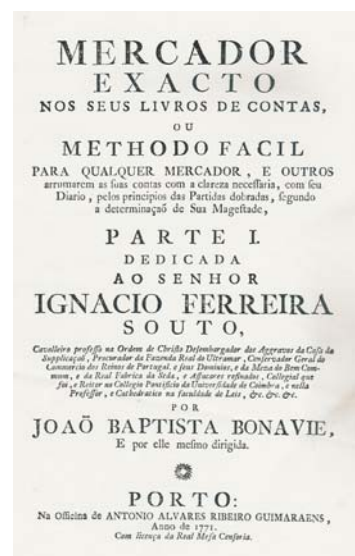 MERCADOR
EXACTO
NOS SEUS LIVROS DE CONTAS,
OU
METHODO FACIL
PARA QUALQUER MERCADOR , E OUTROS
arrumarem as suas contas com a clareza necessaria, com seu
Diario , pelos principios das Partidas dobradas, segundo
a determinaçaõ de Sua Magestade,
PARTE I.
DEDICADA
AO SENHOR
IGNACIO FERREIRA
SOUTO,
Cavalleiro professo na Ordem de Christo Desembargador dos Aggravos da Casa da
Supplicaçaõ, Procurador da Fazenda Real do Ultramar, Conservador Geral do
Commercio dos Reinos de Portugal, e seus Dominios, e da Meza do Bem Com-
mum, e da Real Fabrica da Seda, e Assucares refinados, Collegial que
foi, e Reitor no Collegio Pontificio da Universidade de Coimbra, e nella
Professor, e Cathedratico na faculdade de Leis, &c. &c. &c.
POR
JOAÕ BAPTISTA BONAVIE,
E por elle mesmo dirigida.
PORTO:
Na Officina de ANTONIO ALVARES RIBEIRO GUIMARAENS,
Anno de 1771.
Com licença da Real Mesa Censoria.